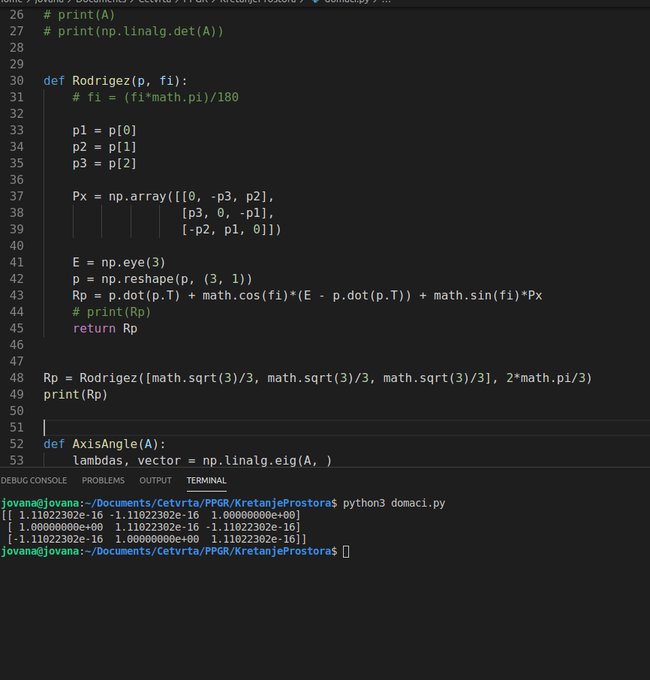 home > jovana > Documents > Cetvrta > PPGR > KretanjeProstora > domaci.py > ...
26 # print(A)
27 # print(np.linalg.det(A))
28
29
30 def Rodrigez(p, fi):
31 # fi = (fi*math.pi)/180
32
33 p1 = p[0]
34 p2 = p[1]
35 p3 = p[2]
36
37 Px = np.array([[0, -p3, p2],
38 [p3, 0, -p1],
39 [-p2, p1, 0]])
40
41 E = np.eye(3)
42 p = np.reshape(p, (3, 1))
43 Rp = p.dot(p.T) + math.cos(fi)*(E - p.dot(p.T)) + math.sin(fi)*Px
44 # print(Rp)
45 return Rp
46
47
48 Rp = Rodrigez([math.sqrt(3)/3, math.sqrt(3)/3, math.sqrt(3)/3], 2*math.pi/3)
49 print(Rp)
50
51
52 def AxisAngle(A):
53 lambdas, vector = np.linalg.eig(A, )
DEBUG CONSOLE PROBLEMS OUTPUT TERMINAL
jovana@jovana:~/Documents/Cetvrta/PPGR/KretanjeProstora$ python3 domaci.py
[[ 1.11022302e-16 -1.11022302e-16 1.00000000e+00]
[ 1.00000000e+00 1.11022302e-16 -1.11022302e-16]
[-1.11022302e-16 1.00000000e+00 1.11022302e-16]]
jovana@jovana:~/Documents/Cetvrta/PPGR/KretanjeProstora$